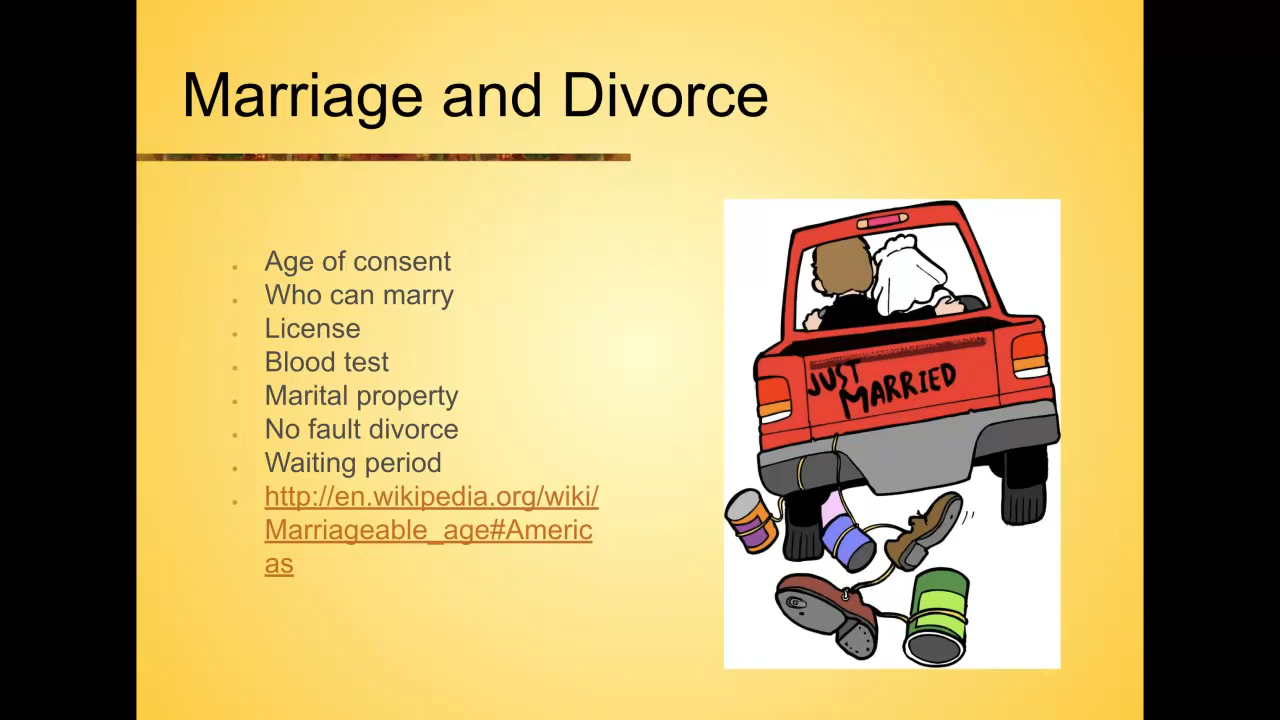 Marriage and Divorce
Age of consent
Who can marry
License
Blood test
Marital property
No fault divorce
Waiting period
http://en.wikipedia.org/wiki/
Marriageable_age#Americ
as
JUST
MARRIED